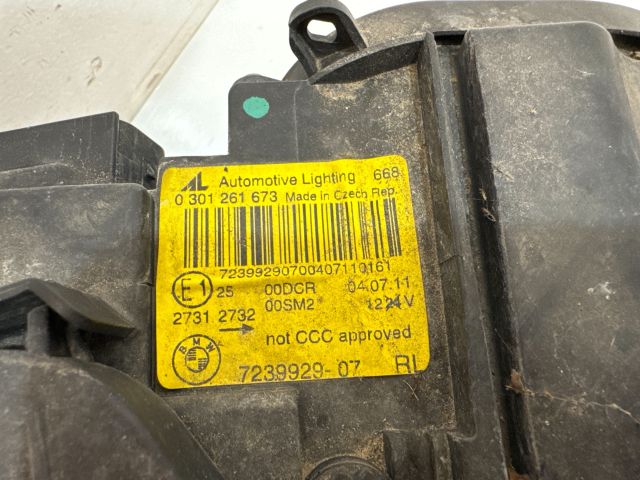 AL Automotive Lighting 668
0 301 261 673 Made in Czech Rep.
72399290700407110161
E1 25 00DCR 04.07.11
00SM2* 12 24V
2731 2732
not CCC approved
BMW
7239929-07 RL